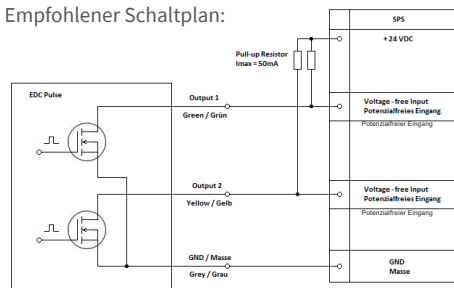 Empfohlener Schaltplan:
SPS
+ 24 VDC
Pull-up Resistor
Imax = 50mA
EDC Pulse
Output 1
Green / Grün
Voltage - free Input
Potenzialfreies Eingang
Potenzialfreier Eingang
Output 2
Yellow / Gelb
Voltage - free Input
Potenzialfreies Eingang
Potenzialfreier Eingang
GND / Masse
Grey / Grau
GND
Masse